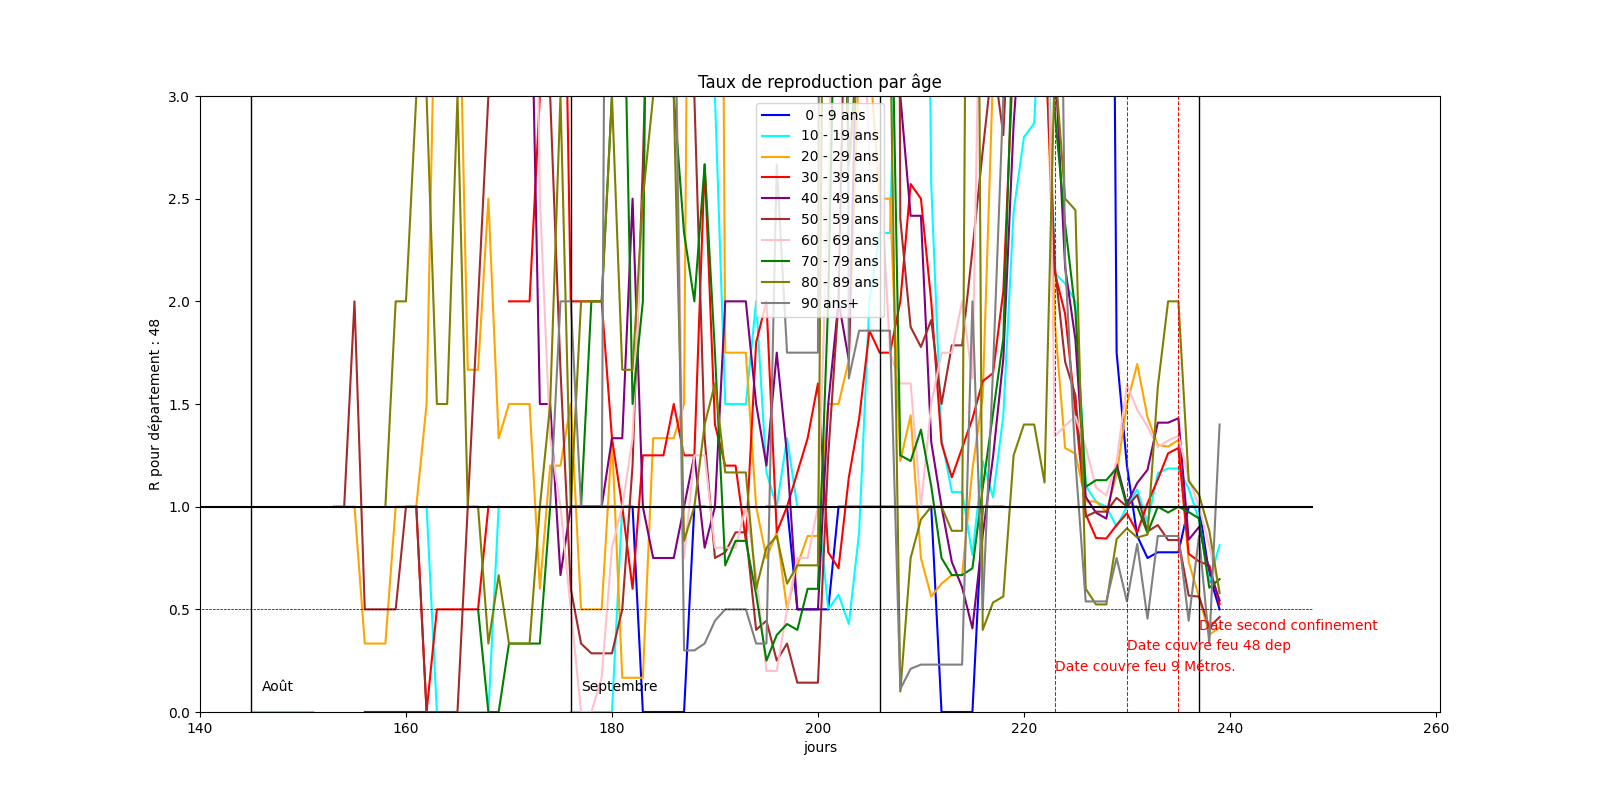 Taux de reproduction par âge
3.0
2.5
2.0
1.5
1.0
0.5
0.0
R pour département : 48
0 - 9 ans
10 - 19 ans
20 - 29 ans
30 - 39 ans
40 - 49 ans
50 - 59 ans
60 - 69 ans
70 - 79 ans
80 - 89 ans
90 ans+
Date second confinement
Date couvre feu 48 dep
Date couvre feu 9 Métros.
Août
Septembre
140
160
180
200
220
240
260
jours